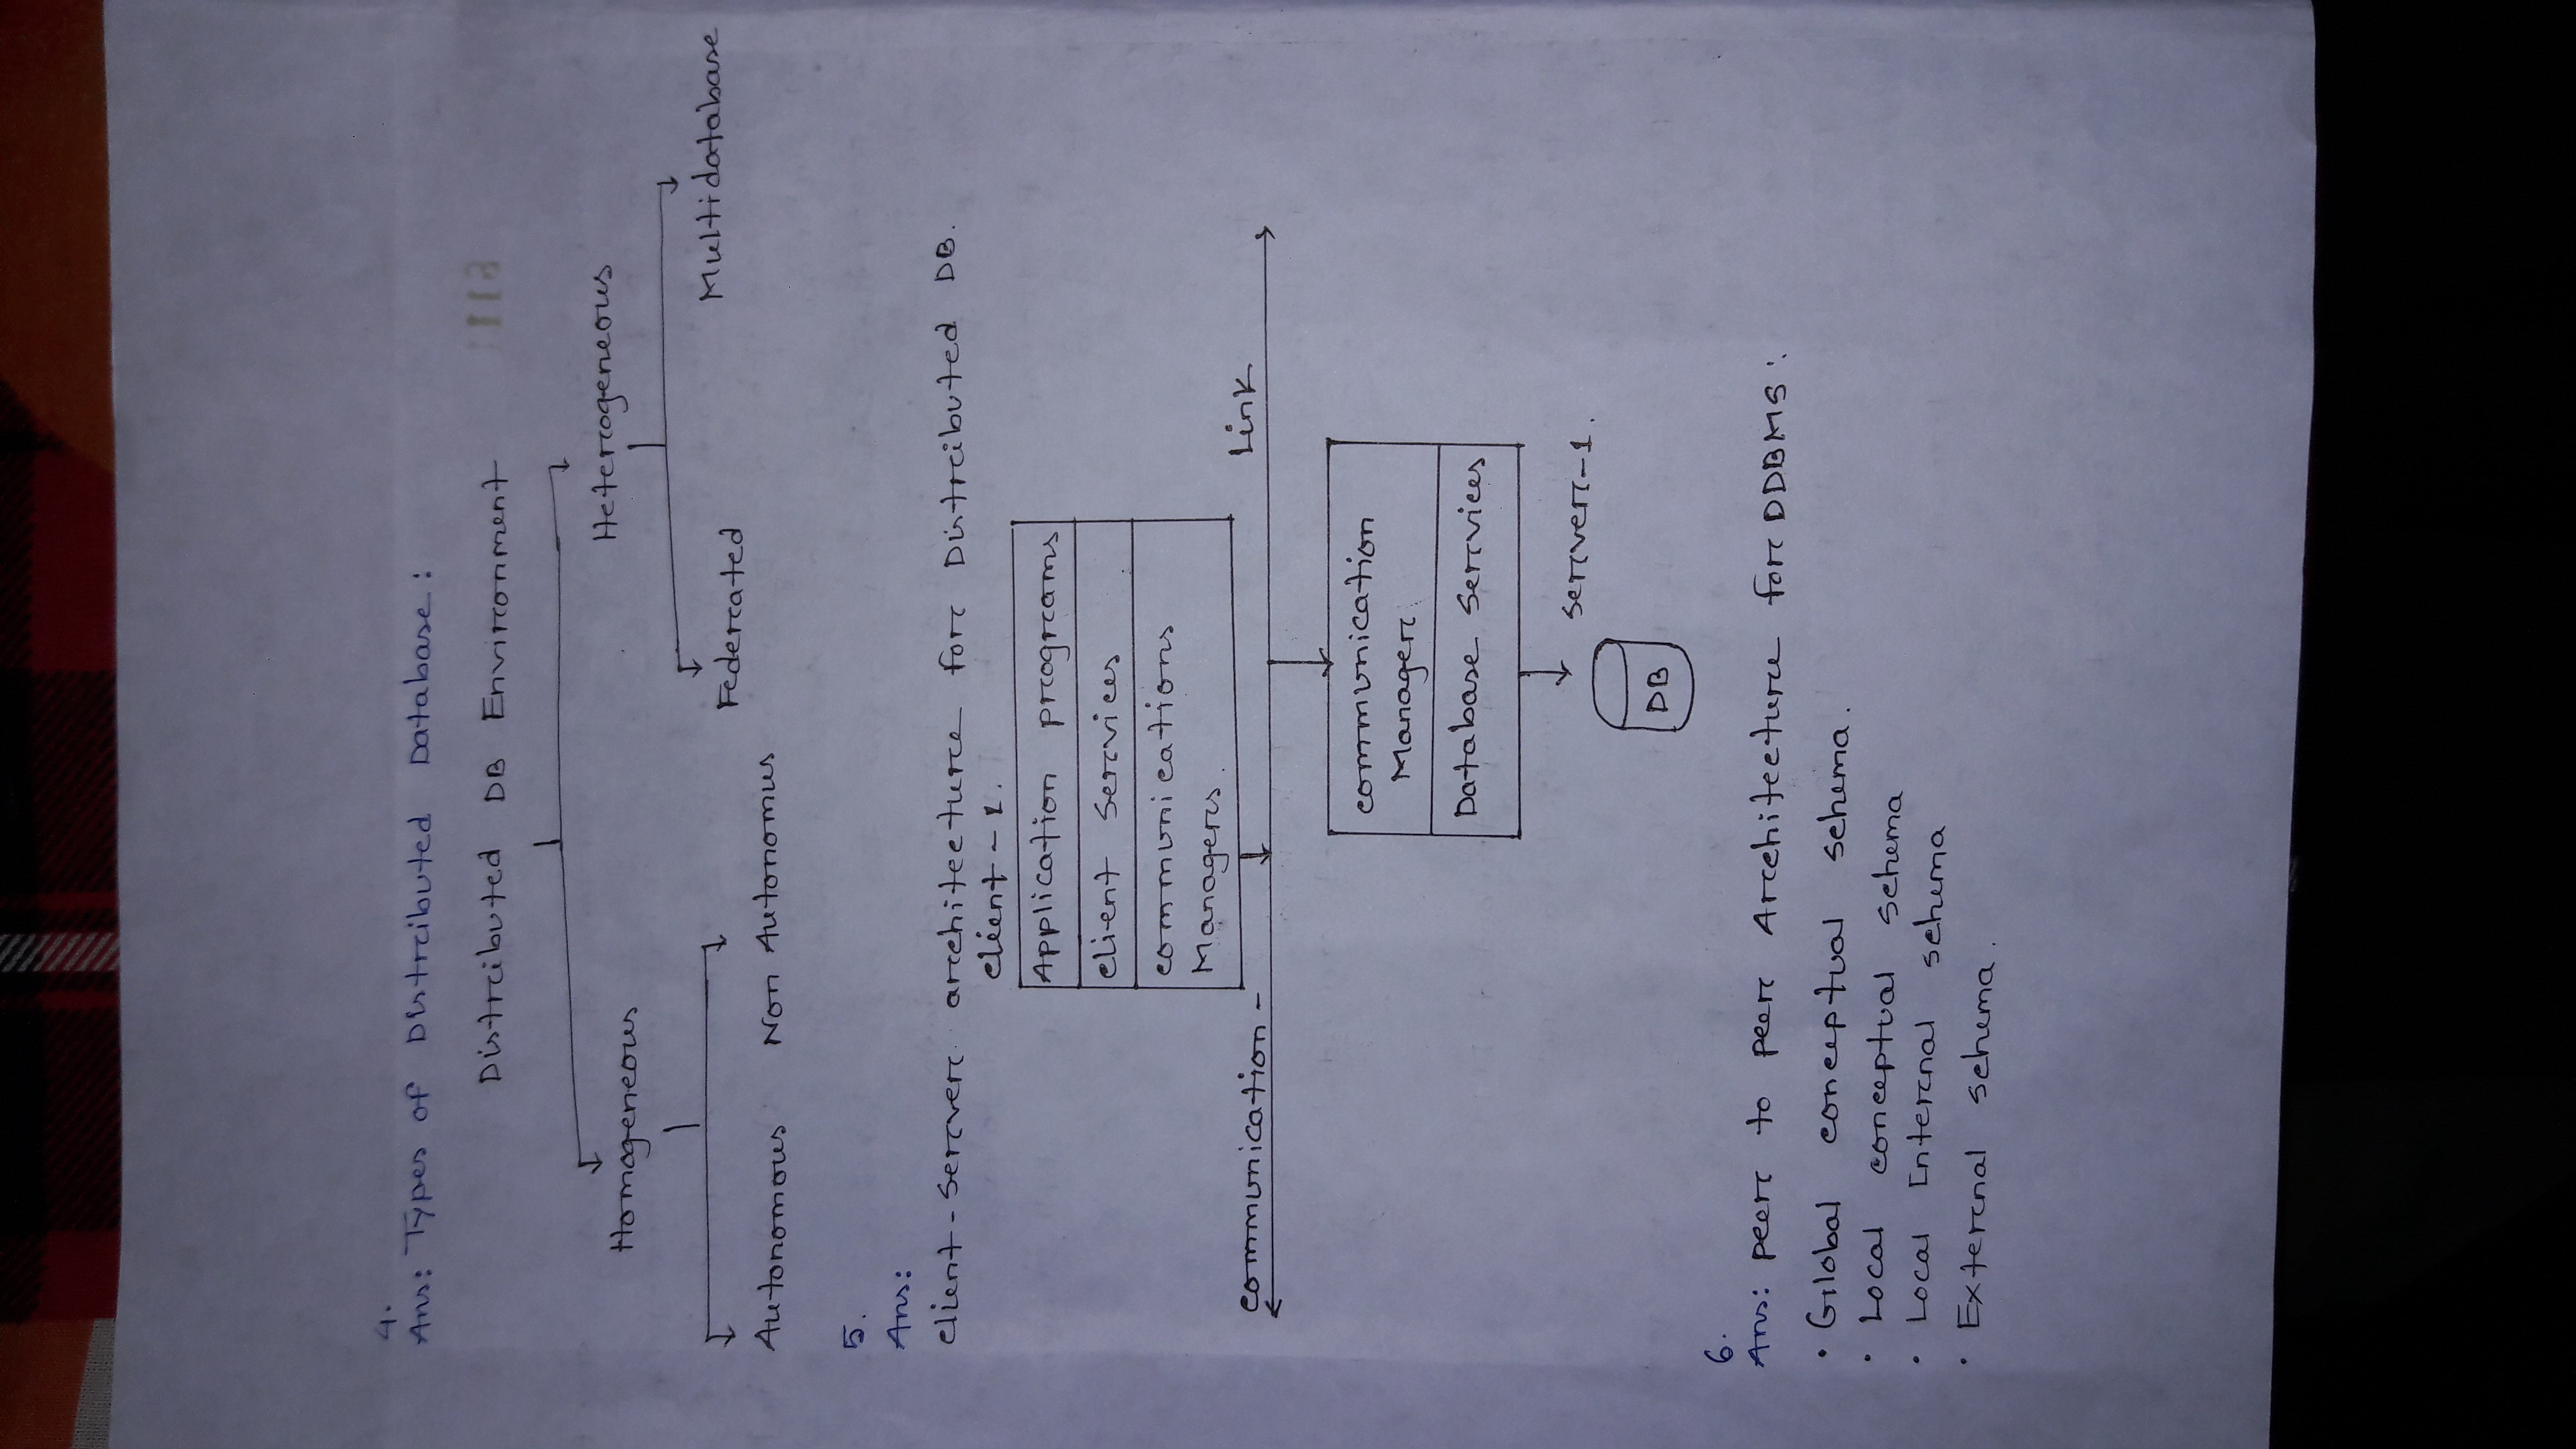 4.
Ans: Types of Distributed Database:
Distributed DB Environment
Homogeneous Heterogeneous
Autonomous Non Autonomus Federated Multidatabase
5.
Ans:
client-server architecture for Distributed DB.
client-1.
Application programs
client services
communications
Managers.
communication - Link
communication
Manager.
Database services
server-1.
DB
6.
Ans: peer to peer Architecture for DDBMS:
• Global conceptual schema.
• Local conceptual schema
• Local Internal schema
• External schema.